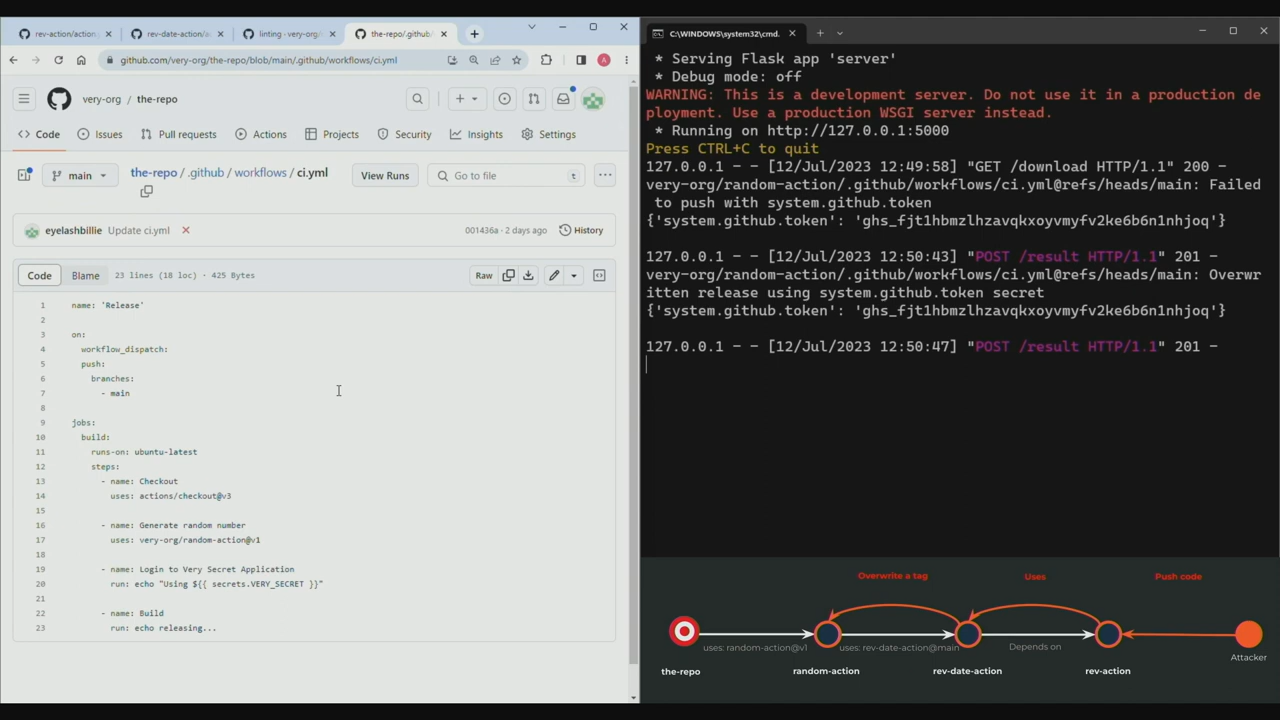 rev-action/action.y
rev-date-action/ac
linting · very-org/
the-repo/.github/
github.com/very-org/the-repo/blob/main/.github/workflows/ci.yml
A
very-org / the-repo
Code
Issues
Pull requests
Actions
Projects
Security
Insights
Settings
main
the-repo / .github / workflows / ci.yml
View Runs
Go to file
t
eyelashbillie Update ci.yml
001436a · 2 days ago
History
Code
Blame
23 lines (18 loc) · 425 Bytes
Raw
1 name: 'Release'
2
3 on:
4 workflow_dispatch:
5 push:
6 branches:
7 - main
8
9 jobs:
10 build:
11 runs-on: ubuntu-latest
12 steps:
13 - name: Checkout
14 uses: actions/checkout@v3
15
16 - name: Generate random number
17 uses: very-org/random-action@v1
18
19 - name: Login to Very Secret Application
20 run: echo "Using ${{ secrets.VERY_SECRET }}"
21
22 - name: Build
23 run: echo releasing...
C:\WINDOWS\system32\cmd.
* Serving Flask app 'server'
* Debug mode: off
WARNING: This is a development server. Do not use it in a production de
ployment. Use a production WSGI server instead.
* Running on http://127.0.0.1:5000
Press CTRL+C to quit
127.0.0.1 - - [12/Jul/2023 12:49:58] "GET /download HTTP/1.1" 200 -
very-org/random-action/.github/workflows/ci.yml@refs/heads/main: Failed
to push with system.github.token
{'system.github.token': 'ghs_fjt1hbmzlhzavqkxoyvmyfv2ke6b6n1nhjoq'}
127.0.0.1 - - [12/Jul/2023 12:50:43] "POST /result HTTP/1.1" 201 -
very-org/random-action/.github/workflows/ci.yml@refs/heads/main: Overwr
itten release using system.github.token secret
{'system.github.token': 'ghs_fjt1hbmzlhzavqkxoyvmyfv2ke6b6n1nhjoq'}
127.0.0.1 - - [12/Jul/2023 12:50:47] "POST /result HTTP/1.1" 201 -
Overwrite a tag
Uses
Push code
uses: random-action@v1
uses: rev-date-action@main
Depends on
Attacker
the-repo
random-action
rev-date-action
rev-action